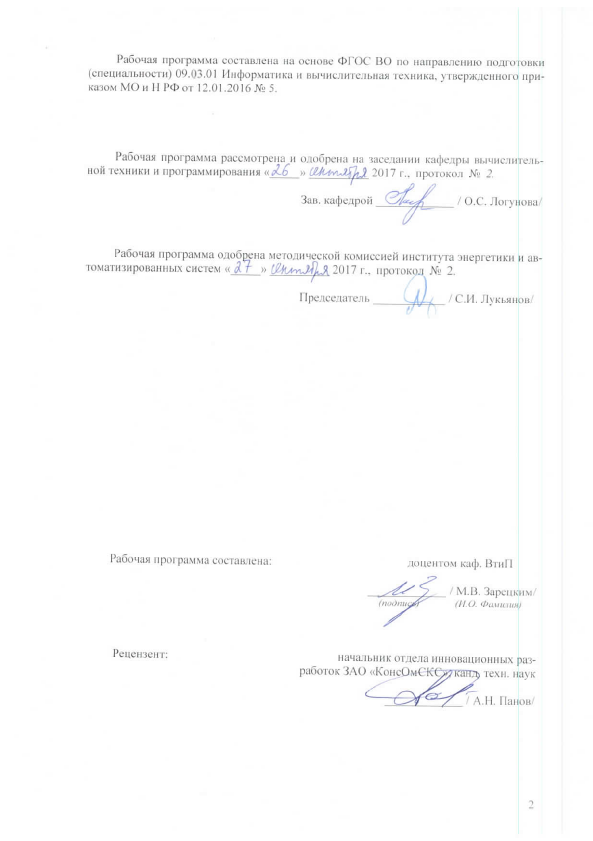 Рабочая программа составлена на основе ФГОС ВО по направлению подготовки
(специальности) 09.03.01 Информатика и вычислительная техника, утвержденного при-
казом МО и Н РФ от 12.01.2016 № 5.
Рабочая программа рассмотрена и одобрена на заседании кафедры вычислитель-
ной техники и программирования «26» сентября 2017 г., протокол № 2.
Зав. кафедрой / О.С. Логунова/
Рабочая программа одобрена методической комиссией института энергетики и ав-
томатизированных систем «27» сентября 2017 г., протокол № 2.
Председатель / С.И. Лукьянов/
Рабочая программа составлена: доцентом каф. ВтиП
/ М.В. Зарецким/
(подпись) (И.О. Фамилия)
Рецензент: начальник отдела инновационных раз-
работок ЗАО «КонсОмСКС», канд. техн. наук
/ А.Н. Панов/
2